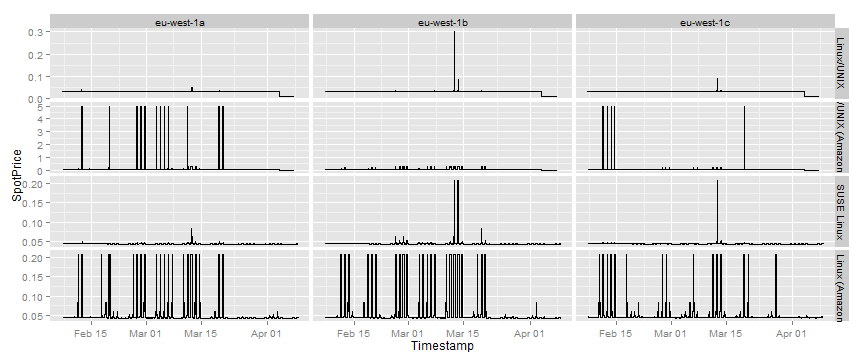 eu-west-1a eu-west-1b eu-west-1c
0.3
0.2
0.1
0.0
Linux/UNIX
5
4
3
2
1
0
/UNIX (Amazon
0.20
0.15
0.10
0.05
SUSE Linux
0.20
0.15
0.10
0.05
Linux (Amazon
SpotPrice
Feb 15 Mar 01 Mar 15 Apr 01 Feb 15 Mar 01 Mar 15 Apr 01 Feb 15 Mar 01 Mar 15 Apr 01
Timestamp